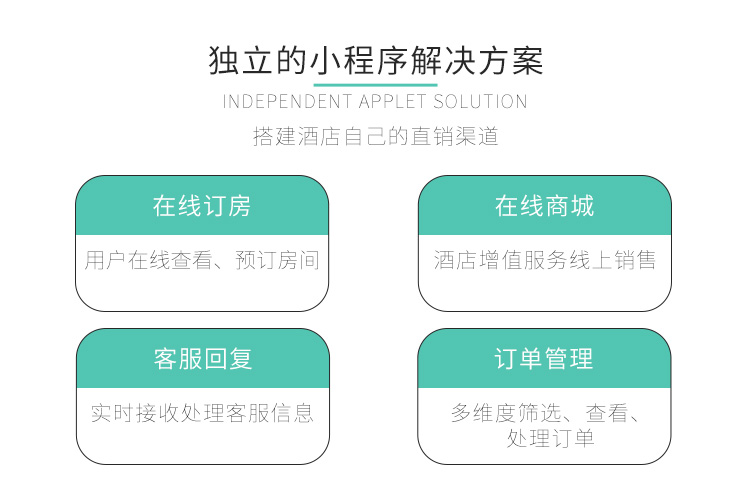 独立的小程序解决方案
INDEPENDENT APPLET SOLUTION
搭建酒店自己的直销渠道
在线订房
用户在线查看、预订房间
在线商城
酒店增值服务线上销售
客服回复
实时接收处理客服信息
订单管理
多维度筛选、查看、
处理订单